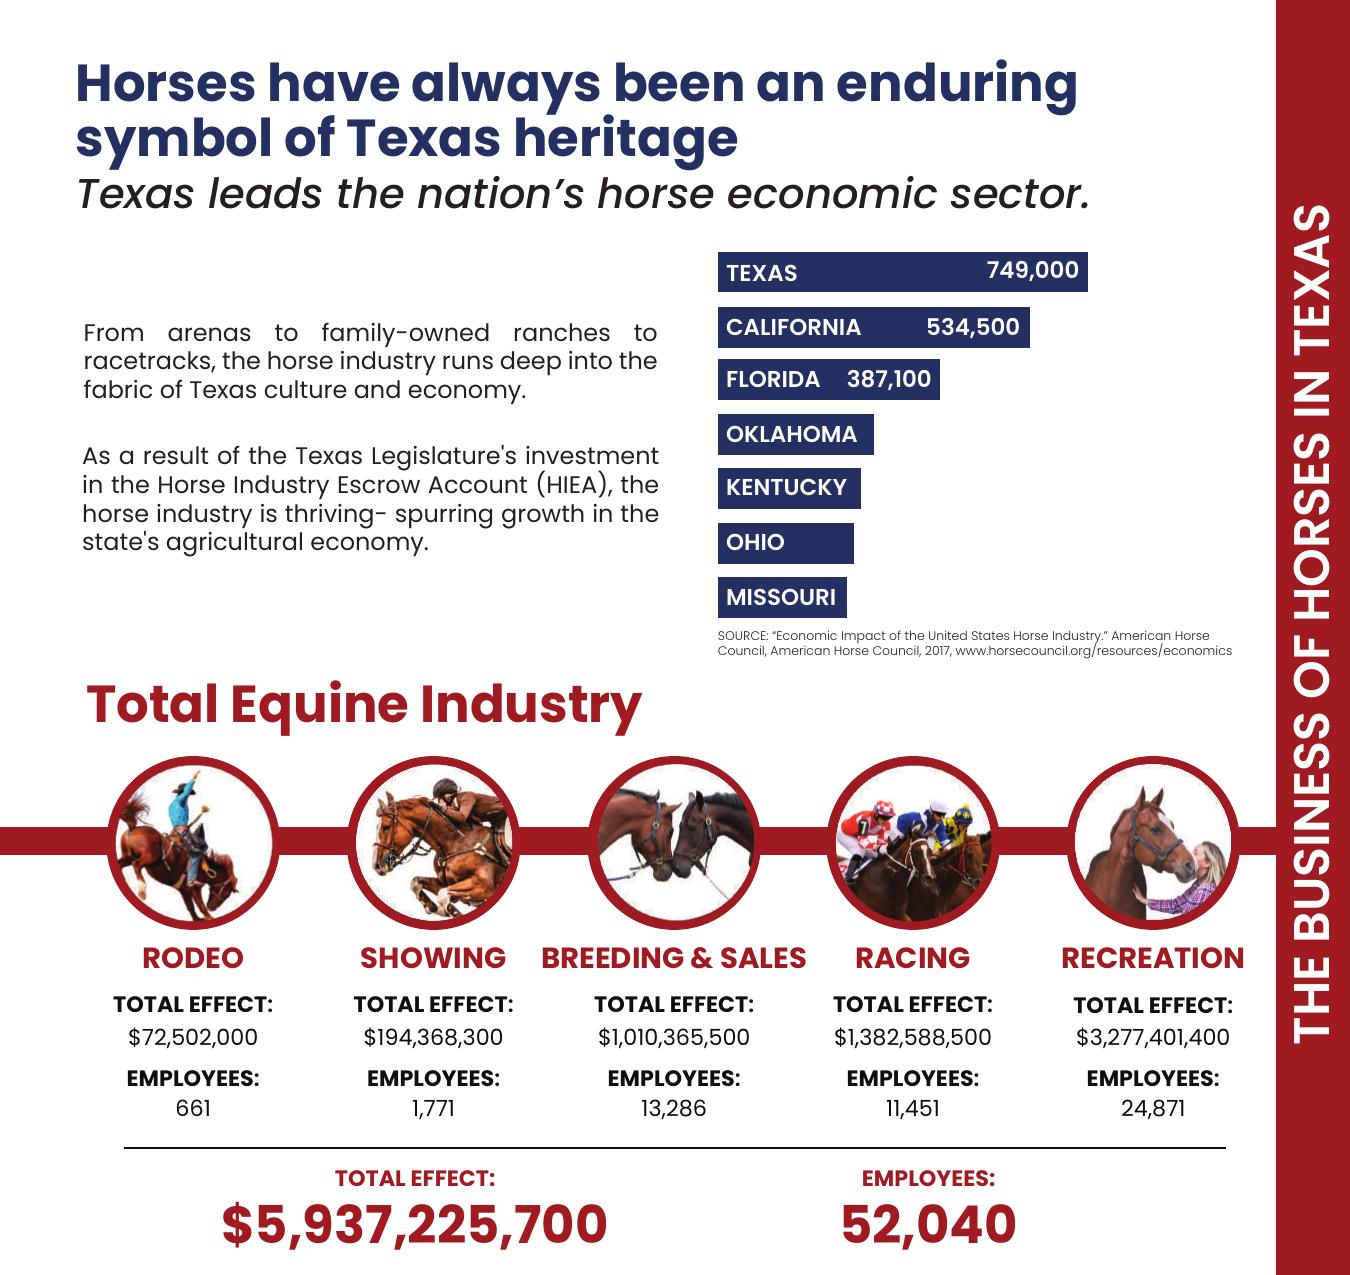 Horses have always been an enduring
symbol of Texas heritage
Texas leads the nation’s horse economic sector.
From arenas to family-owned ranches to
racetracks, the horse industry runs deep into the
fabric of Texas culture and economy.
As a result of the Texas Legislature's investment
in the Horse Industry Escrow Account (HIEA), the
horse industry is thriving- spurring growth in the
state's agricultural economy.
TEXAS 749,000
CALIFORNIA 534,500
FLORIDA 387,100
OKLAHOMA
KENTUCKY
OHIO
MISSOURI
SOURCE: “Economic Impact of the United States Horse Industry.” American Horse
Council, American Horse Council, 2017, www.horsecouncil.org/resources/economics
Total Equine Industry
7
RODEO
TOTAL EFFECT:
$72,502,000
EMPLOYEES:
661
SHOWING
TOTAL EFFECT:
$194,368,300
EMPLOYEES:
1,771
BREEDING & SALES
TOTAL EFFECT:
$1,010,365,500
EMPLOYEES:
13,286
RACING
TOTAL EFFECT:
$1,382,588,500
EMPLOYEES:
11,451
RECREATION
TOTAL EFFECT:
$3,277,401,400
EMPLOYEES:
24,871
TOTAL EFFECT:
$5,937,225,700
EMPLOYEES:
52,040
THE BUSINESS OF HORSES IN TEXAS